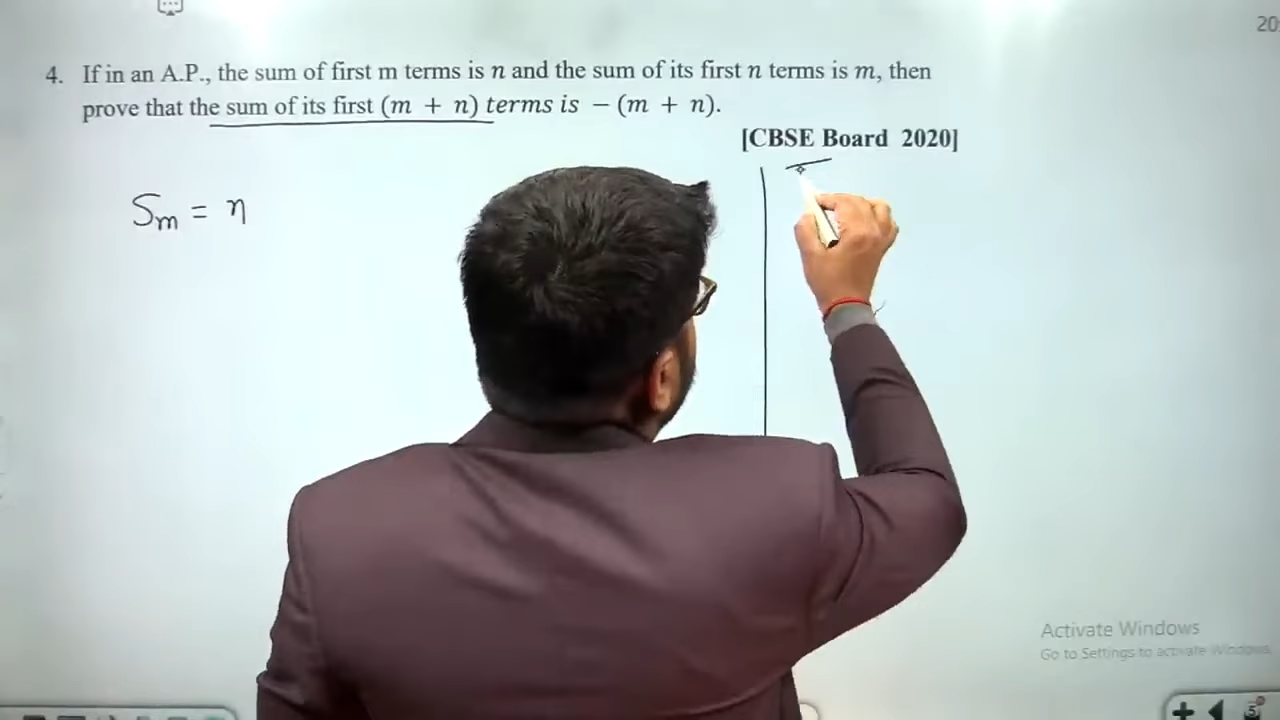 20
4. If in an A.P., the sum of first m terms is n and the sum of its first n terms is m, then
prove that the sum of its first (m + n) terms is − (m + n).
[CBSE Board 2020]
Sm = n
Activate Windows
Go to Settings to activate Windows.